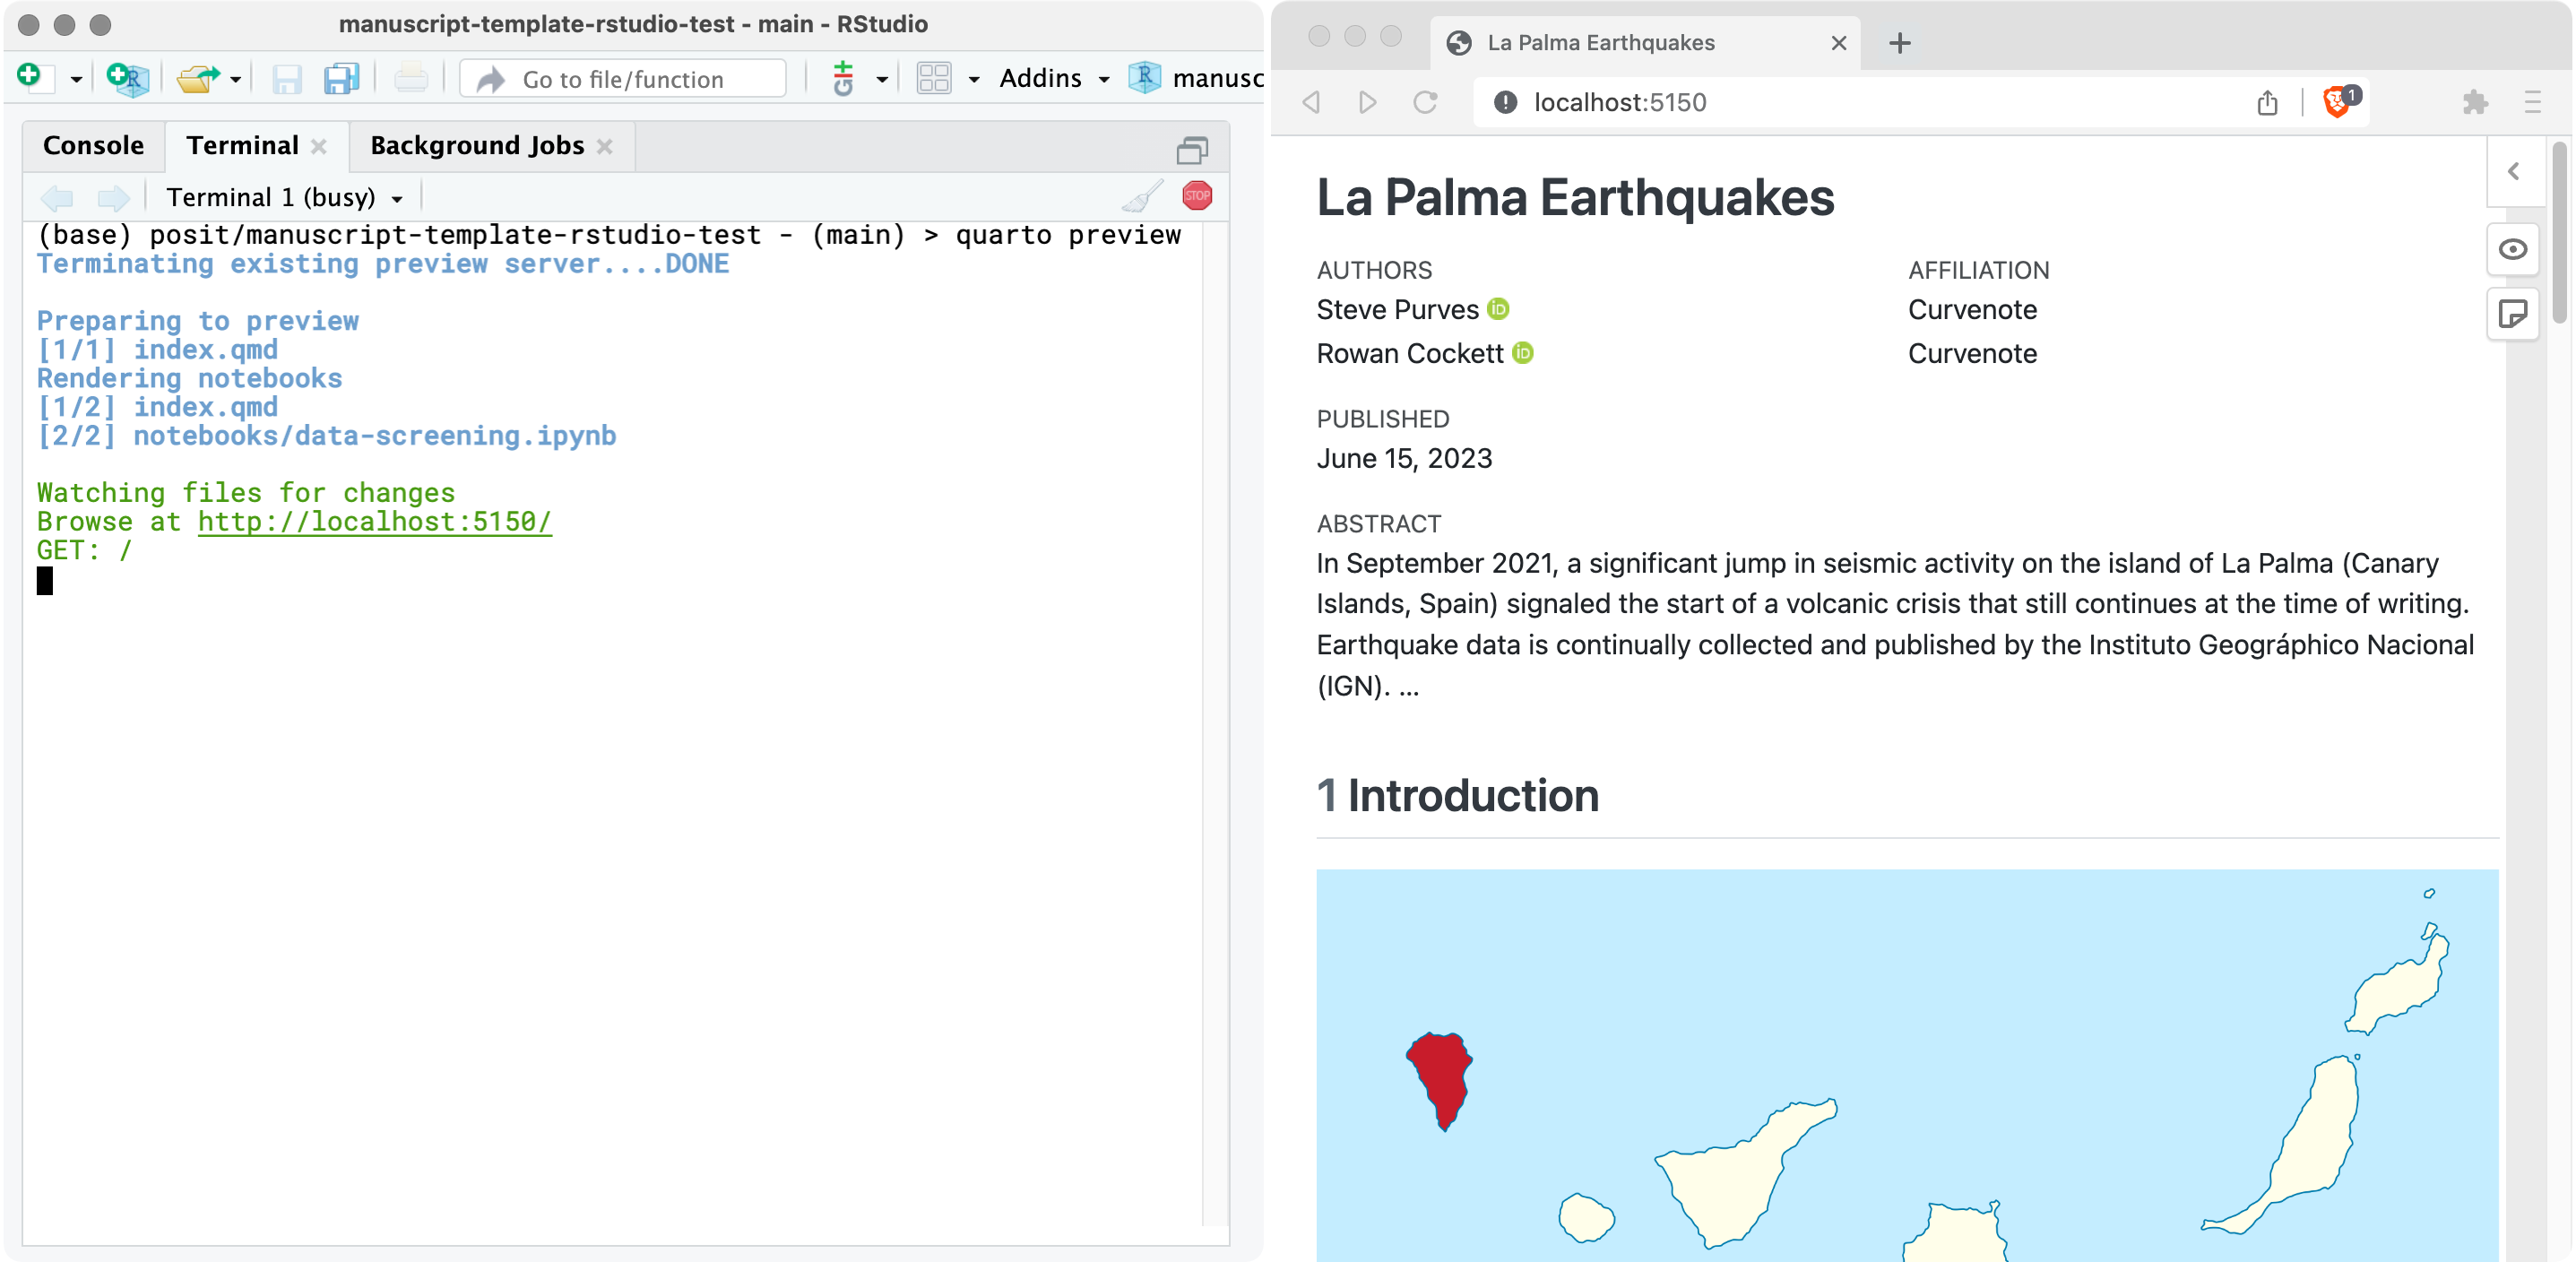 manuscript-template-rstudio-test - main - RStudio
Go to file/function
Addins
manusc
Console
Terminal
Background Jobs
Terminal 1 (busy)
STOP
(base) posit/manuscript-template-rstudio-test - (main) > quarto preview
Terminating existing preview server....DONE
Preparing to preview
[1/1] index.qmd
Rendering notebooks
[1/2] index.qmd
[2/2] notebooks/data-screening.ipynb
Watching files for changes
Browse at http://localhost:5150/
GET: /
La Palma Earthquakes
localhost:5150
1
La Palma Earthquakes
AUTHORS
AFFILIATION
Steve Purves iD
Curvenote
Rowan Cockett iD
Curvenote
PUBLISHED
June 15, 2023
ABSTRACT
In September 2021, a significant jump in seismic activity on the island of La Palma (Canary
Islands, Spain) signaled the start of a volcanic crisis that still continues at the time of writing.
Earthquake data is continually collected and published by the Instituto Geográphico Nacional
(IGN). ...
1 Introduction